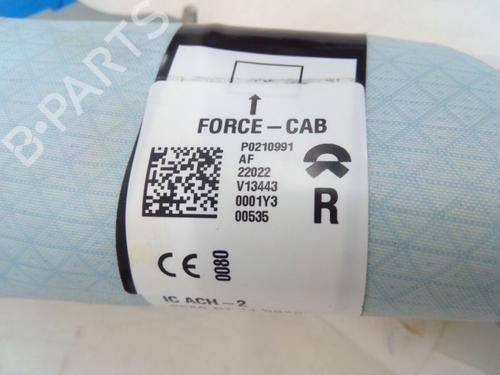 B-PARTS
FORCE-CAB
P0210991
AF
22022
V13443
0001Y3
00535
R
CE 0080
IC ACH-2